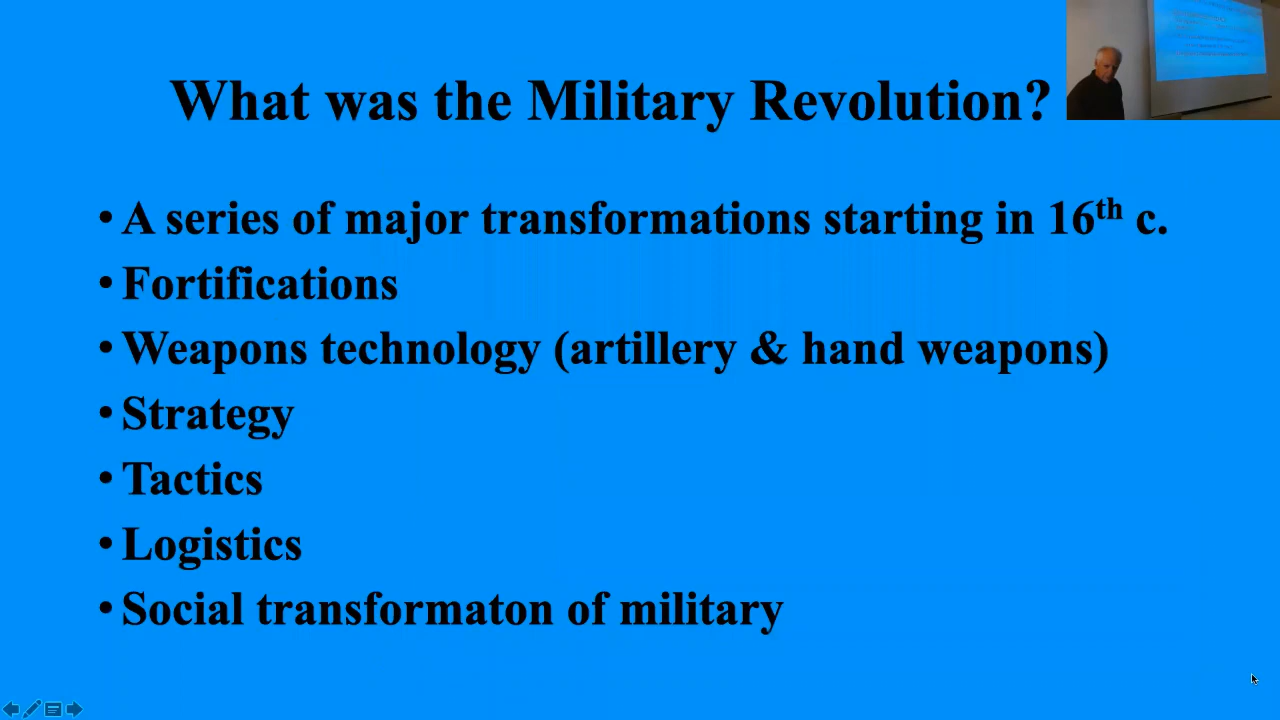 What was the Military Revolution?
• A series of major transformations starting in 16th c.
• Fortifications
• Weapons technology (artillery & hand weapons)
• Strategy
• Tactics
• Logistics
• Social transformaton of military